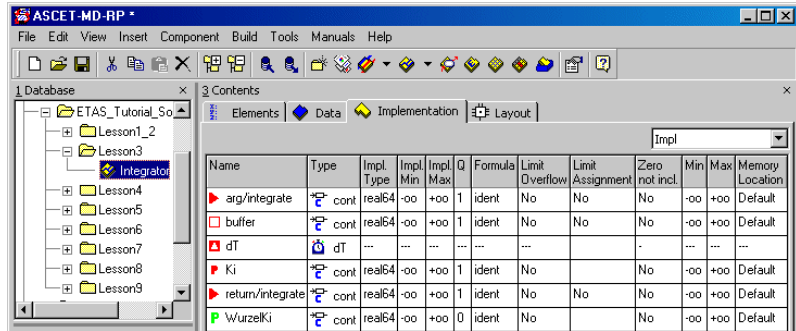 ASCET-MD-RP *
File Edit View Insert Component Build Tools Manuals Help
1 Database × 3 Contents ×
ETAS_Tutorial_So
Lesson1_2
Lesson3
Integrator
Lesson4
Lesson5
Lesson6
Lesson7
Lesson8
Lesson9
Elements Data Implementation Layout
Impl
Name Type Impl. Type Impl. Min Impl. Max Q Formula Limit Overflow Limit Assignment Zero not incl. Min Max Memory Location
arg/integrate cont real64 -oo +oo 1 ident No No No -oo +oo Default
buffer cont real64 -oo +oo 1 ident No No No -oo +oo Default
dT dT --- --- --- --- --- --- - --- --- ---
Ki cont real64 -oo +oo 1 ident No No -oo +oo Default
return/integrate cont real64 -oo +oo 1 ident No No No -oo +oo Default
WurzelKi cont real64 -oo +oo 0 ident No No -oo +oo Default